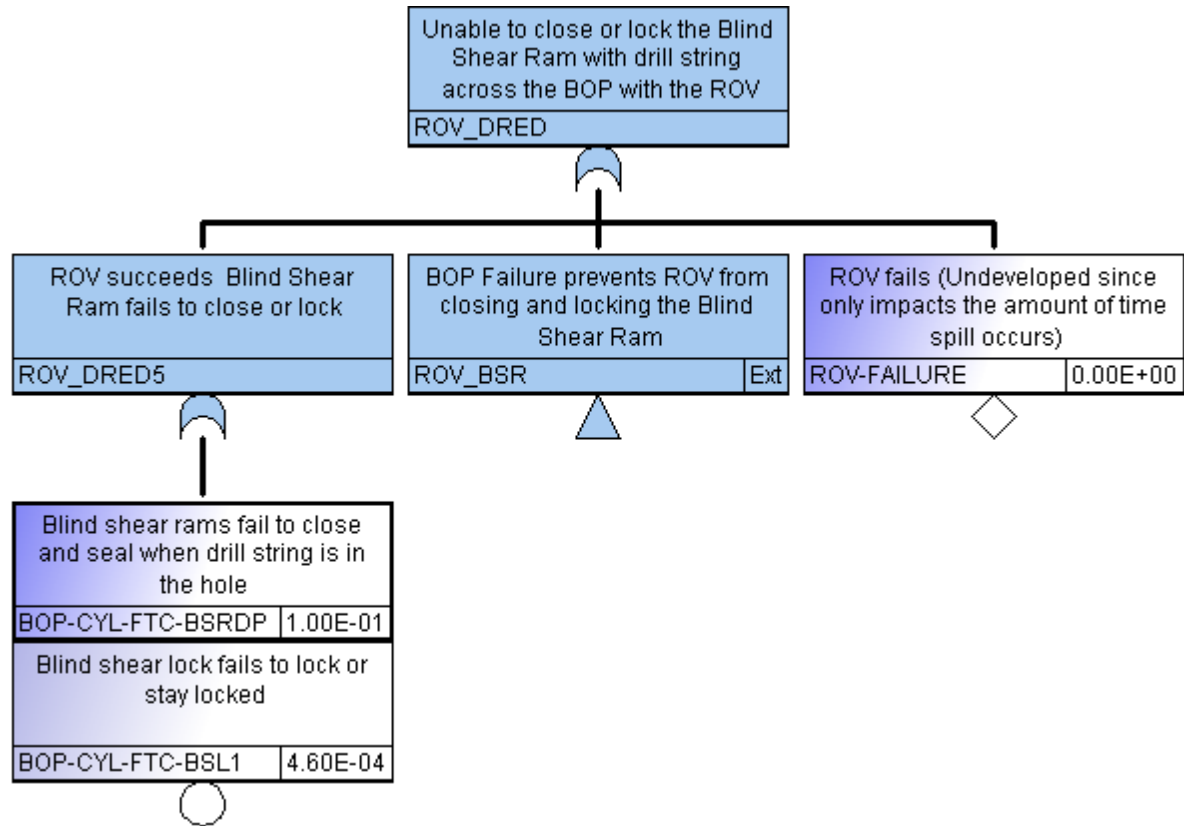 Unable to close or lock the Blind
Shear Ram with drill string
across the BOP with the ROV
ROV_DRED
ROV succeeds  Blind Shear
Ram fails to close or lock
ROV_DRED5
BOP Failure prevents ROV from
closing and locking the Blind
Shear Ram
ROV_BSR Ext
ROV fails (Undeveloped since
only impacts the amount of time
spill occurs)
ROV-FAILURE 0.00E+00
Blind shear rams fail to close
and seal when drill string is in
the hole
BOP-CYL-FTC-BSRDP 1.00E-01
Blind shear lock fails to lock or
stay locked
BOP-CYL-FTC-BSL1 4.60E-04